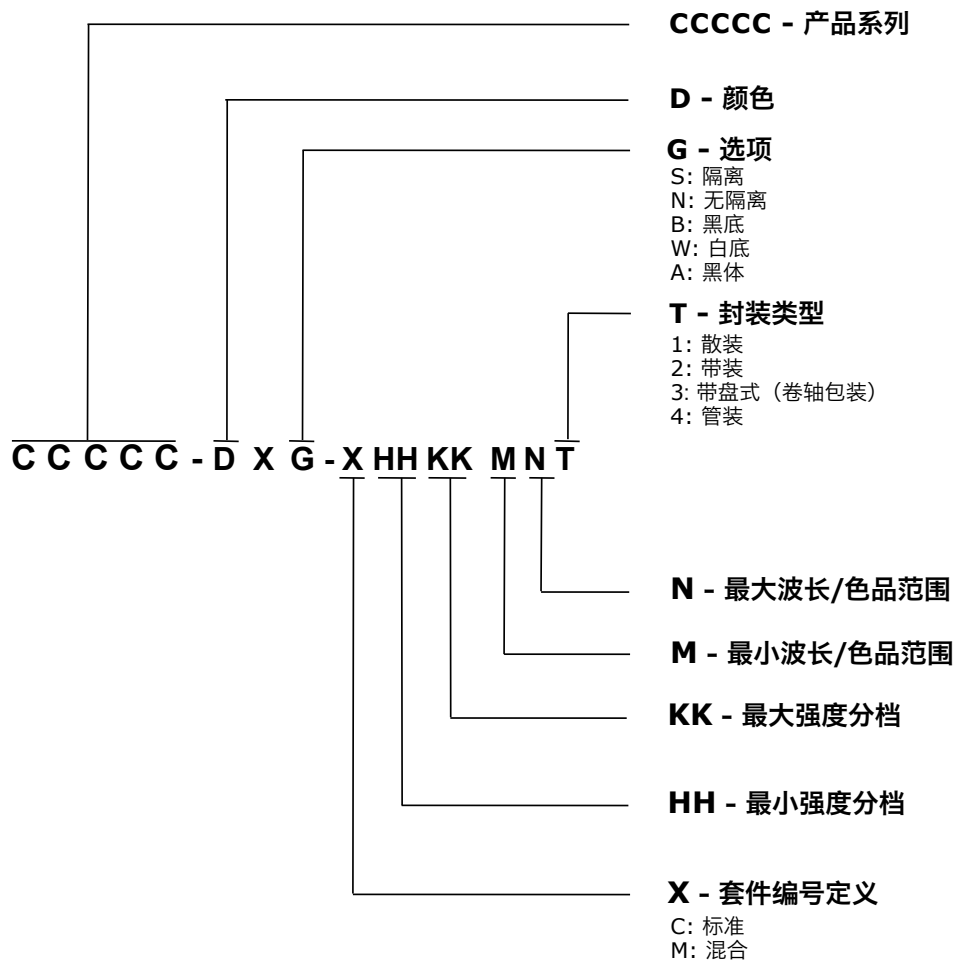 CCCCC - 产品系列
D - 颜色
G - 选项
S: 隔离
N: 无隔离
B: 黑底
W: 白底
A: 黑体
T - 封装类型
1: 散装
2: 带装
3: 带盘式（卷轴包装）
4: 管装
C C C C C - D X G - X HH KK M N T
N - 最大波长/色品范围
M - 最小波长/色品范围
KK - 最大强度分档
HH - 最小强度分档
X - 套件编号定义
C: 标准
M: 混合